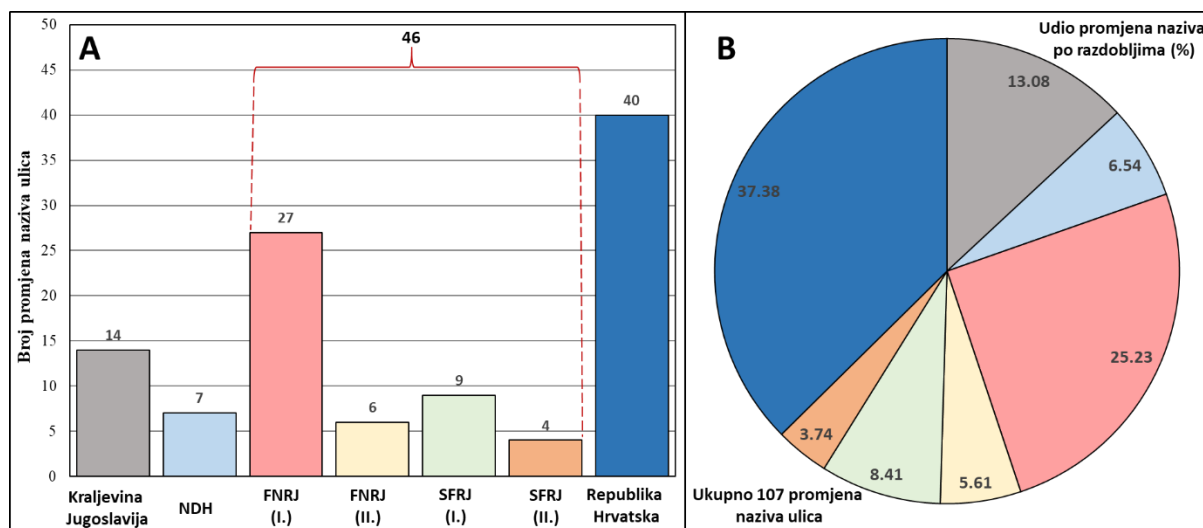 A
46
Broj promjena naziva ulica
50
45
40
35
30
25
20
15
10
5
0
14
7
27
6
9
4
40
Kraljevina
Jugoslavija
NDH
FNRJ
(I.)
FNRJ
(II.)
SFRJ
(I.)
SFRJ
(II.)
Republika
Hrvatska
B
Udio promjena naziva
po razdobljima (%)
13.08
6.54
25.23
5.61
8.41
3.74
37.38
Ukupno 107 promjena
naziva ulica